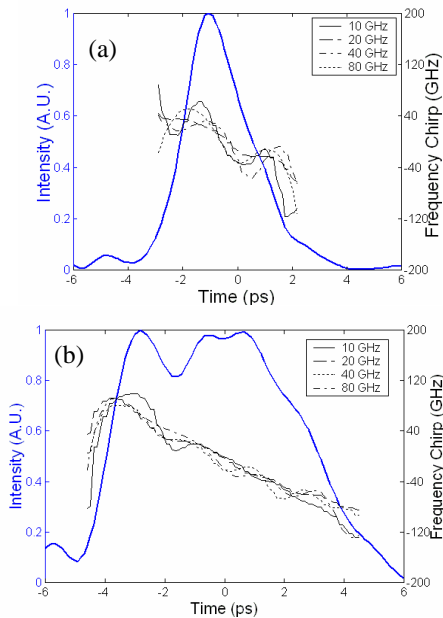 (a)
10 GHz
20 GHz
40 GHz
80 GHz
Intensity (A.U.)
1
0.8
0.6
0.4
0.2
0
Frequency Chirp (GHz)
200
120
40
-40
-120
-200
-6 -4 -2 0 2 4 6
Time (ps)
(b)
10 GHz
20 GHz
40 GHz
80 GHz
Intensity (A.U.)
1
0.8
0.6
0.4
0.2
0
Frequency Chirp (GHz)
200
120
40
-40
-120
-200
-6 -4 -2 0 2 4 6
Time (ps)